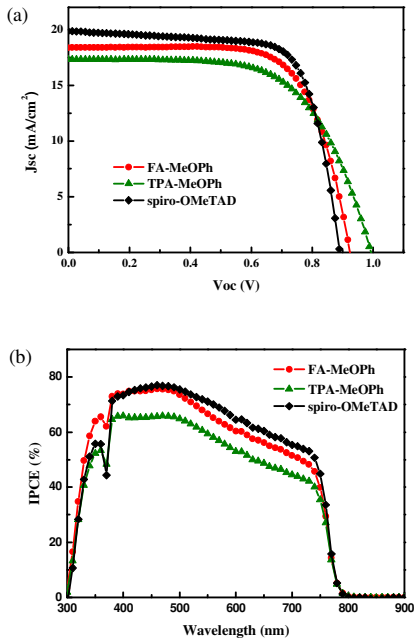 (a)
20
15
10
5
0
Jsc (mA/cm²)
FA-MeOPh
TPA-MeOPh
spiro-OMeTAD
0.0 0.2 0.4 0.6 0.8 1.0
Voc (V)
(b)
80
60
40
20
0
IPCE (%)
FA-MeOPh
TPA-MeOPh
spiro-OMeTAD
300 400 500 600 700 800 900
Wavelength (nm)